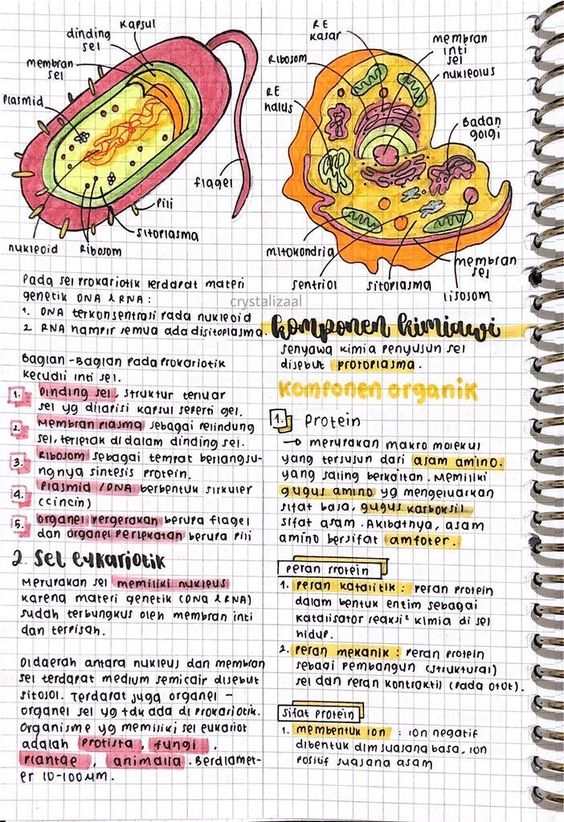 Kapsul
dinding sel
membran sel
Plasmid
flagel
Pili
sitoplasma
Ribosom
nukleoid
RE kasar
Ribosom
RE halus
membran inti sel
nukleolus
Badan golgi
mitokondria
sentriol
sitoplasma
membran sel
lisosom
crystalizaal
Pada sel Prokariotik terdapat materi
genetik DNA & RNA :
1. DNA terkonsentrasi pada nukleoid
2. RNA hampir semua ada disitoplasma.
Bagian-Bagian pada prokariotik
kecuali inti sel.
1. Dinding sel, struktur terluar
sel yg dilapisi kapsul seperti gel.
2. Membran Plasma sebagai pelindung
sel, terletak di dalam dinding sel.
3. Ribosom sebagai tempat berlangsu-
ngnya sintesis protein.
4. Plasmid / DNA berbentuk sirkuler
(cincin)
5. Organel Pergerakan berupa flagel
dan organel Perlekatan berupa Pili
2. Sel eukariotik
Merupakan sel memiliki nukleus
karena materi genetik (DNA & RNA)
sudah terbungkus oleh membran inti
dan terpisah.
Didaerah antara nukleus dan membran
sel terdapat medium semicair disebut
sitosol. Terdapat juga organel -
organel sel yg tdk ada di prokariotik.
Organisme yg memiliki sel eukariot
adalah Protista, fungi,
Plantae, animalia. Berdiamet-
er 10-100µm.
Komponen kimiawi
Senyawa kimia penyusun sel
disebut protoplasma.
Komponen organik
1. Protein
→ merupakan makro molekul
yang tersusun dari asam amino.
yang saling berkaitan. Memiliki
gugus amino yg mengeluarkan
sifat basa, gugus karboksil
sifat asam. Akibatnya, asam
amino bersifat amfoter.
Peran protein
1. Peran katalitik : Peran protein
dalam bentuk enzim sebagai
katalisator reaksi² kimia di sel
hidup.
2. Peran mekanik : Peran protein
sebagai pembangun (struktural)
sel dan peran kontraktil (pada otot).
Sifat protein
1. membentuk ion : ion negatif
dibentuk dlm suasana basa, ion
positif suasana asam